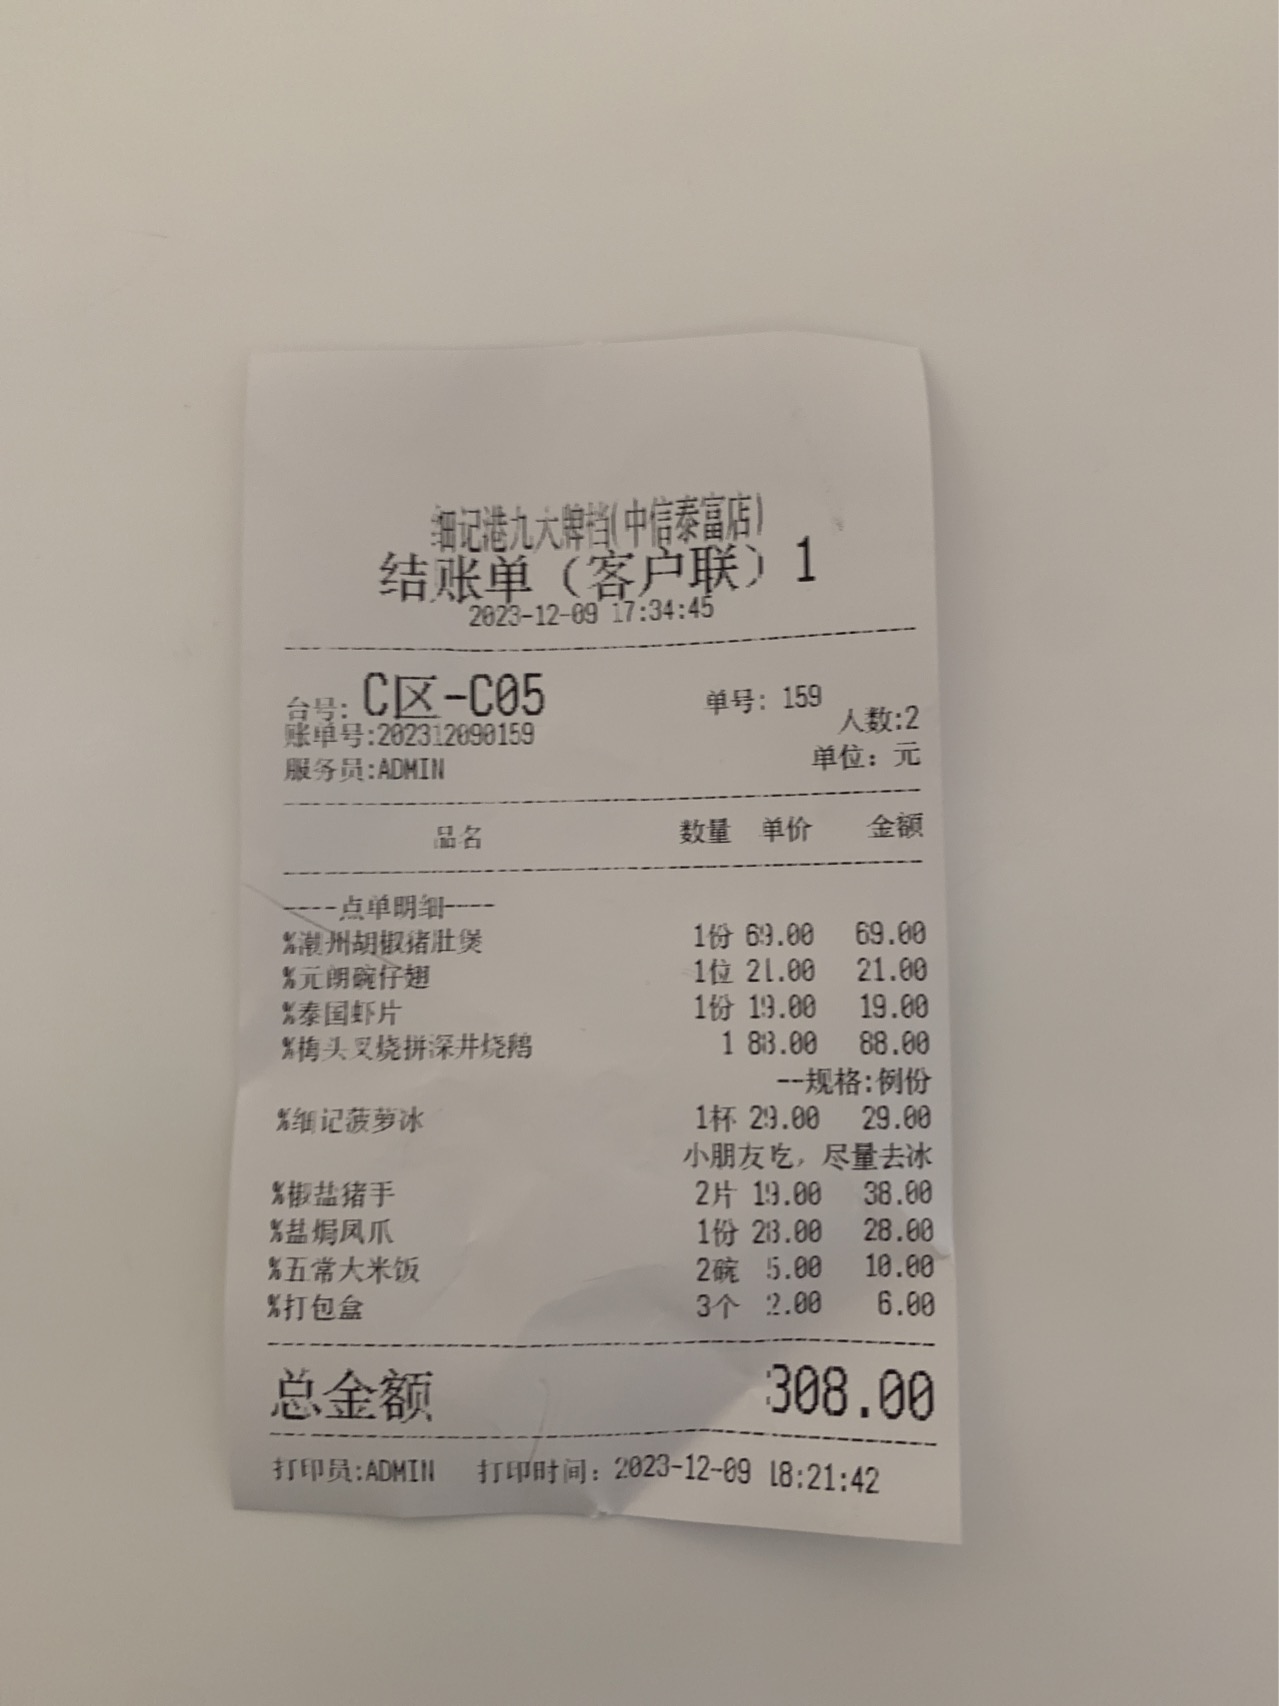 细记港九大牌档(中信泰富店)
结账单（客户联）1
2023-12-09 17:34:45
台号: C区-C05 单号: 159
人数:2
账单号:202312090159
服务员:ADMIN 单位: 元
品名 数量 单价 金额
----点单明细----
%潮州胡椒猪肚煲 1份 69.00 69.00
%元朗碗仔翅 1位 21.00 21.00
%泰国虾片 1份 19.00 19.00
%梅头叉烧拼深井烧鹅 1 88.00 88.00
--规格:例份
%细记菠萝冰 1杯 29.00 29.00
小朋友吃, 尽量去冰
%椒盐猪手 2片 19.00 38.00
%盐焗凤爪 1份 28.00 28.00
%五常大米饭 2碗 5.00 10.00
%打包盒 3个 2.00 6.00
总金额 308.00
打印员:ADMIN 打印时间: 2023-12-09 18:21:42